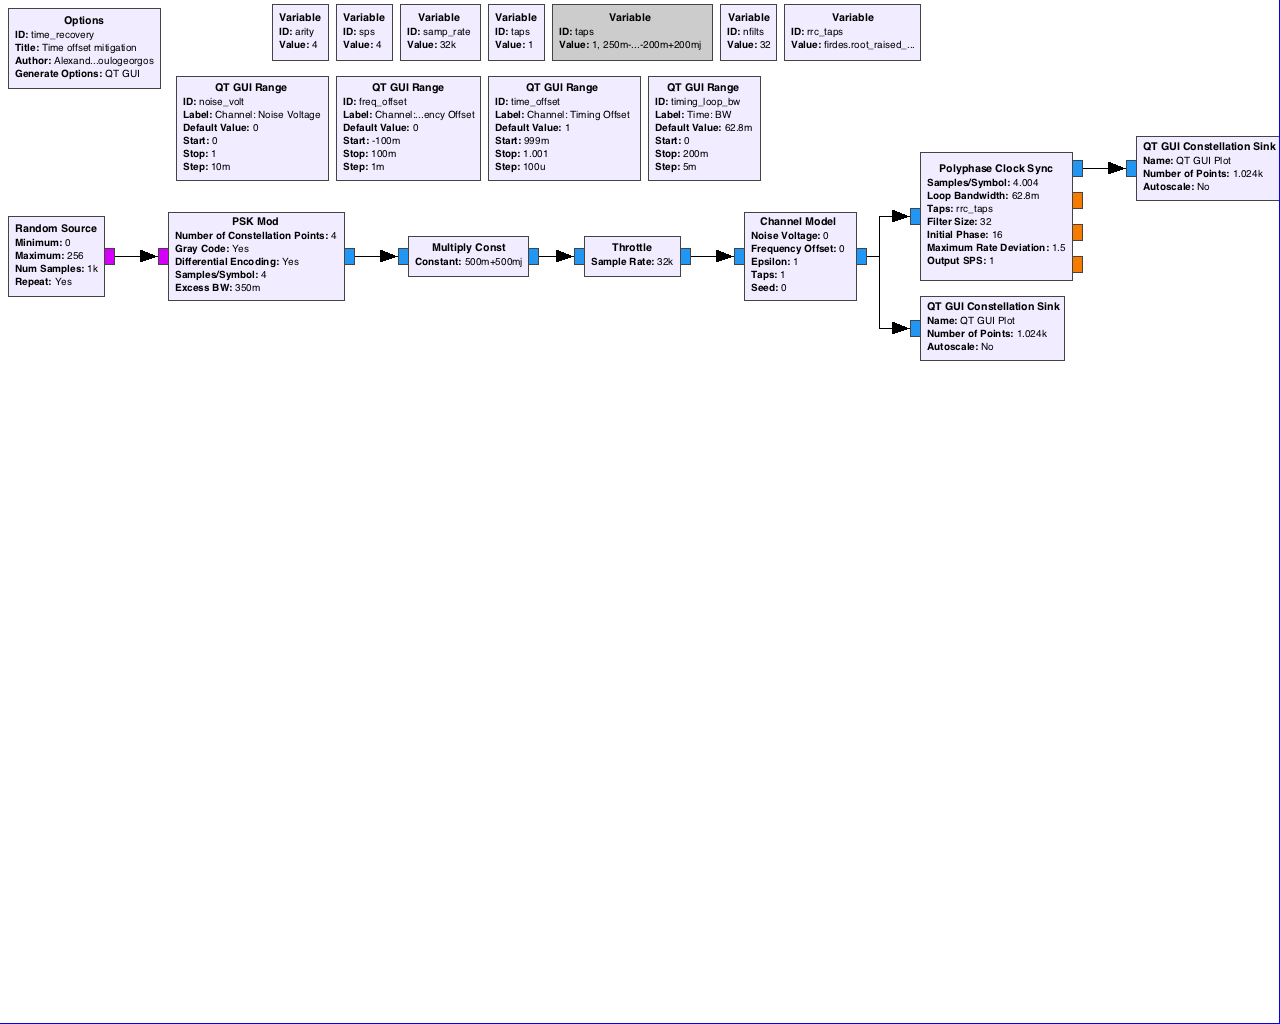 Options
ID: time_recovery
Title: Time offset mitigation
Author: Alexand...oulogeorgos
Generate Options: QT GUI
Variable
ID: arity
Value: 4
Variable
ID: sps
Value: 4
Variable
ID: samp_rate
Value: 32k
Variable
ID: taps
Value: 1
Variable
ID: taps
Value: 1, 250m-...-200m+200mj
Variable
ID: nfilts
Value: 32
Variable
ID: rrc_taps
Value: firdes.root_raised_...
QT GUI Range
ID: noise_volt
Label: Channel: Noise Voltage
Default Value: 0
Start: 0
Stop: 1
Step: 10m
QT GUI Range
ID: freq_offset
Label: Channel:...ency Offset
Default Value: 0
Start: -100m
Stop: 100m
Step: 1m
QT GUI Range
ID: time_offset
Label: Channel: Timing Offset
Default Value: 1
Start: 999m
Stop: 1.001
Step: 100u
QT GUI Range
ID: timing_loop_bw
Label: Time: BW
Default Value: 62.8m
Start: 0
Stop: 200m
Step: 5m
Random Source
Minimum: 0
Maximum: 256
Num Samples: 1k
Repeat: Yes
PSK Mod
Number of Constellation Points: 4
Gray Code: Yes
Differential Encoding: Yes
Samples/Symbol: 4
Excess BW: 350m
Multiply Const
Constant: 500m+500mj
Throttle
Sample Rate: 32k
Channel Model
Noise Voltage: 0
Frequency Offset: 0
Epsilon: 1
Taps: 1
Seed: 0
Polyphase Clock Sync
Samples/Symbol: 4.004
Loop Bandwidth: 62.8m
Taps: rrc_taps
Filter Size: 32
Initial Phase: 16
Maximum Rate Deviation: 1.5
Output SPS: 1
QT GUI Constellation Sink
Name: QT GUI Plot
Number of Points: 1.024k
Autoscale: No
QT GUI Constellation Sink
Name: QT GUI Plot
Number of Points: 1.024k
Autoscale: No